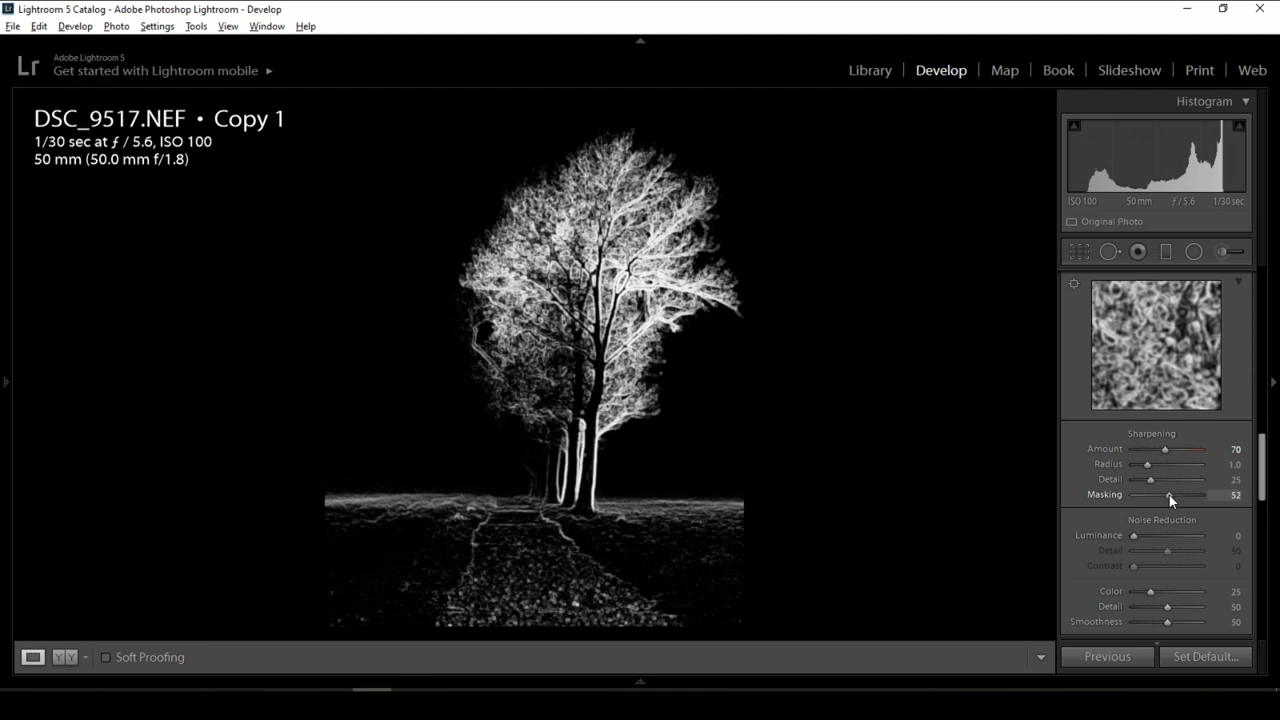 Lightroom 5 Catalog - Adobe Photoshop Lightroom - Develop
File Edit Develop Photo Settings Tools View Window Help
Lr
Adobe Lightroom 5
Get started with Lightroom mobile
Library Develop Map Book Slideshow Print Web
DSC_9517.NEF • Copy 1
1/30 sec at ƒ / 5.6, ISO 100
50 mm (50.0 mm f/1.8)
Histogram
ISO 100 50 mm ƒ / 5.6 1/30 sec
Original Photo
Sharpening
Amount 70
Radius 1.0
Detail 25
Masking 52
Noise Reduction
Luminance 0
Detail 50
Contrast 0
Color 25
Detail 50
Smoothness 50
YY Soft Proofing
Previous Set Default...